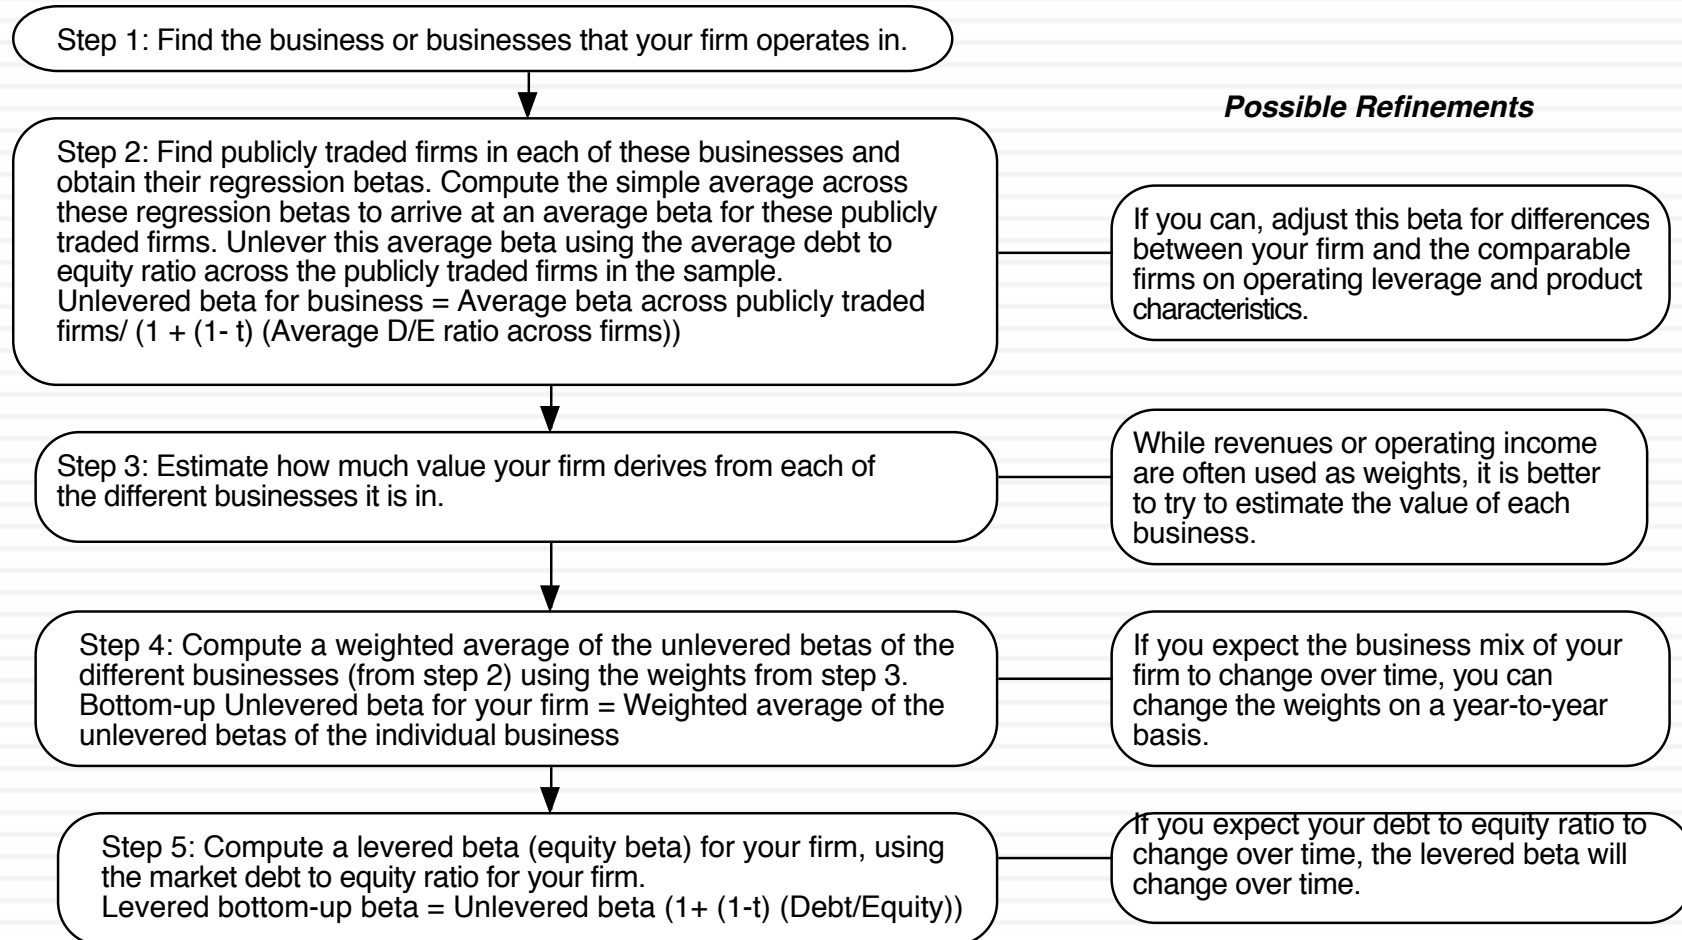 Step 1: Find the business or businesses that your firm operates in.
Possible Refinements
Step 2: Find publicly traded firms in each of these businesses and
obtain their regression betas. Compute the simple average across
these regression betas to arrive at an average beta for these publicly
traded firms. Unlever this average beta using the average debt to
equity ratio across the publicly traded firms in the sample.
Unlevered beta for business = Average beta across publicly traded
firms/ (1 + (1- t) (Average D/E ratio across firms))
If you can, adjust this beta for differences
between your firm and the comparable
firms on operating leverage and product
characteristics.
Step 3: Estimate how much value your firm derives from each of
the different businesses it is in.
While revenues or operating income
are often used as weights, it is better
to try to estimate the value of each
business.
Step 4: Compute a weighted average of the unlevered betas of the
different businesses (from step 2) using the weights from step 3.
Bottom-up Unlevered beta for your firm = Weighted average of the
unlevered betas of the individual business
If you expect the business mix of your
firm to change over time, you can
change the weights on a year-to-year
basis.
Step 5: Compute a levered beta (equity beta) for your firm, using
the market debt to equity ratio for your firm.
Levered bottom-up beta = Unlevered beta (1+ (1-t) (Debt/Equity))
If you expect your debt to equity ratio to
change over time, the levered beta will
change over time.